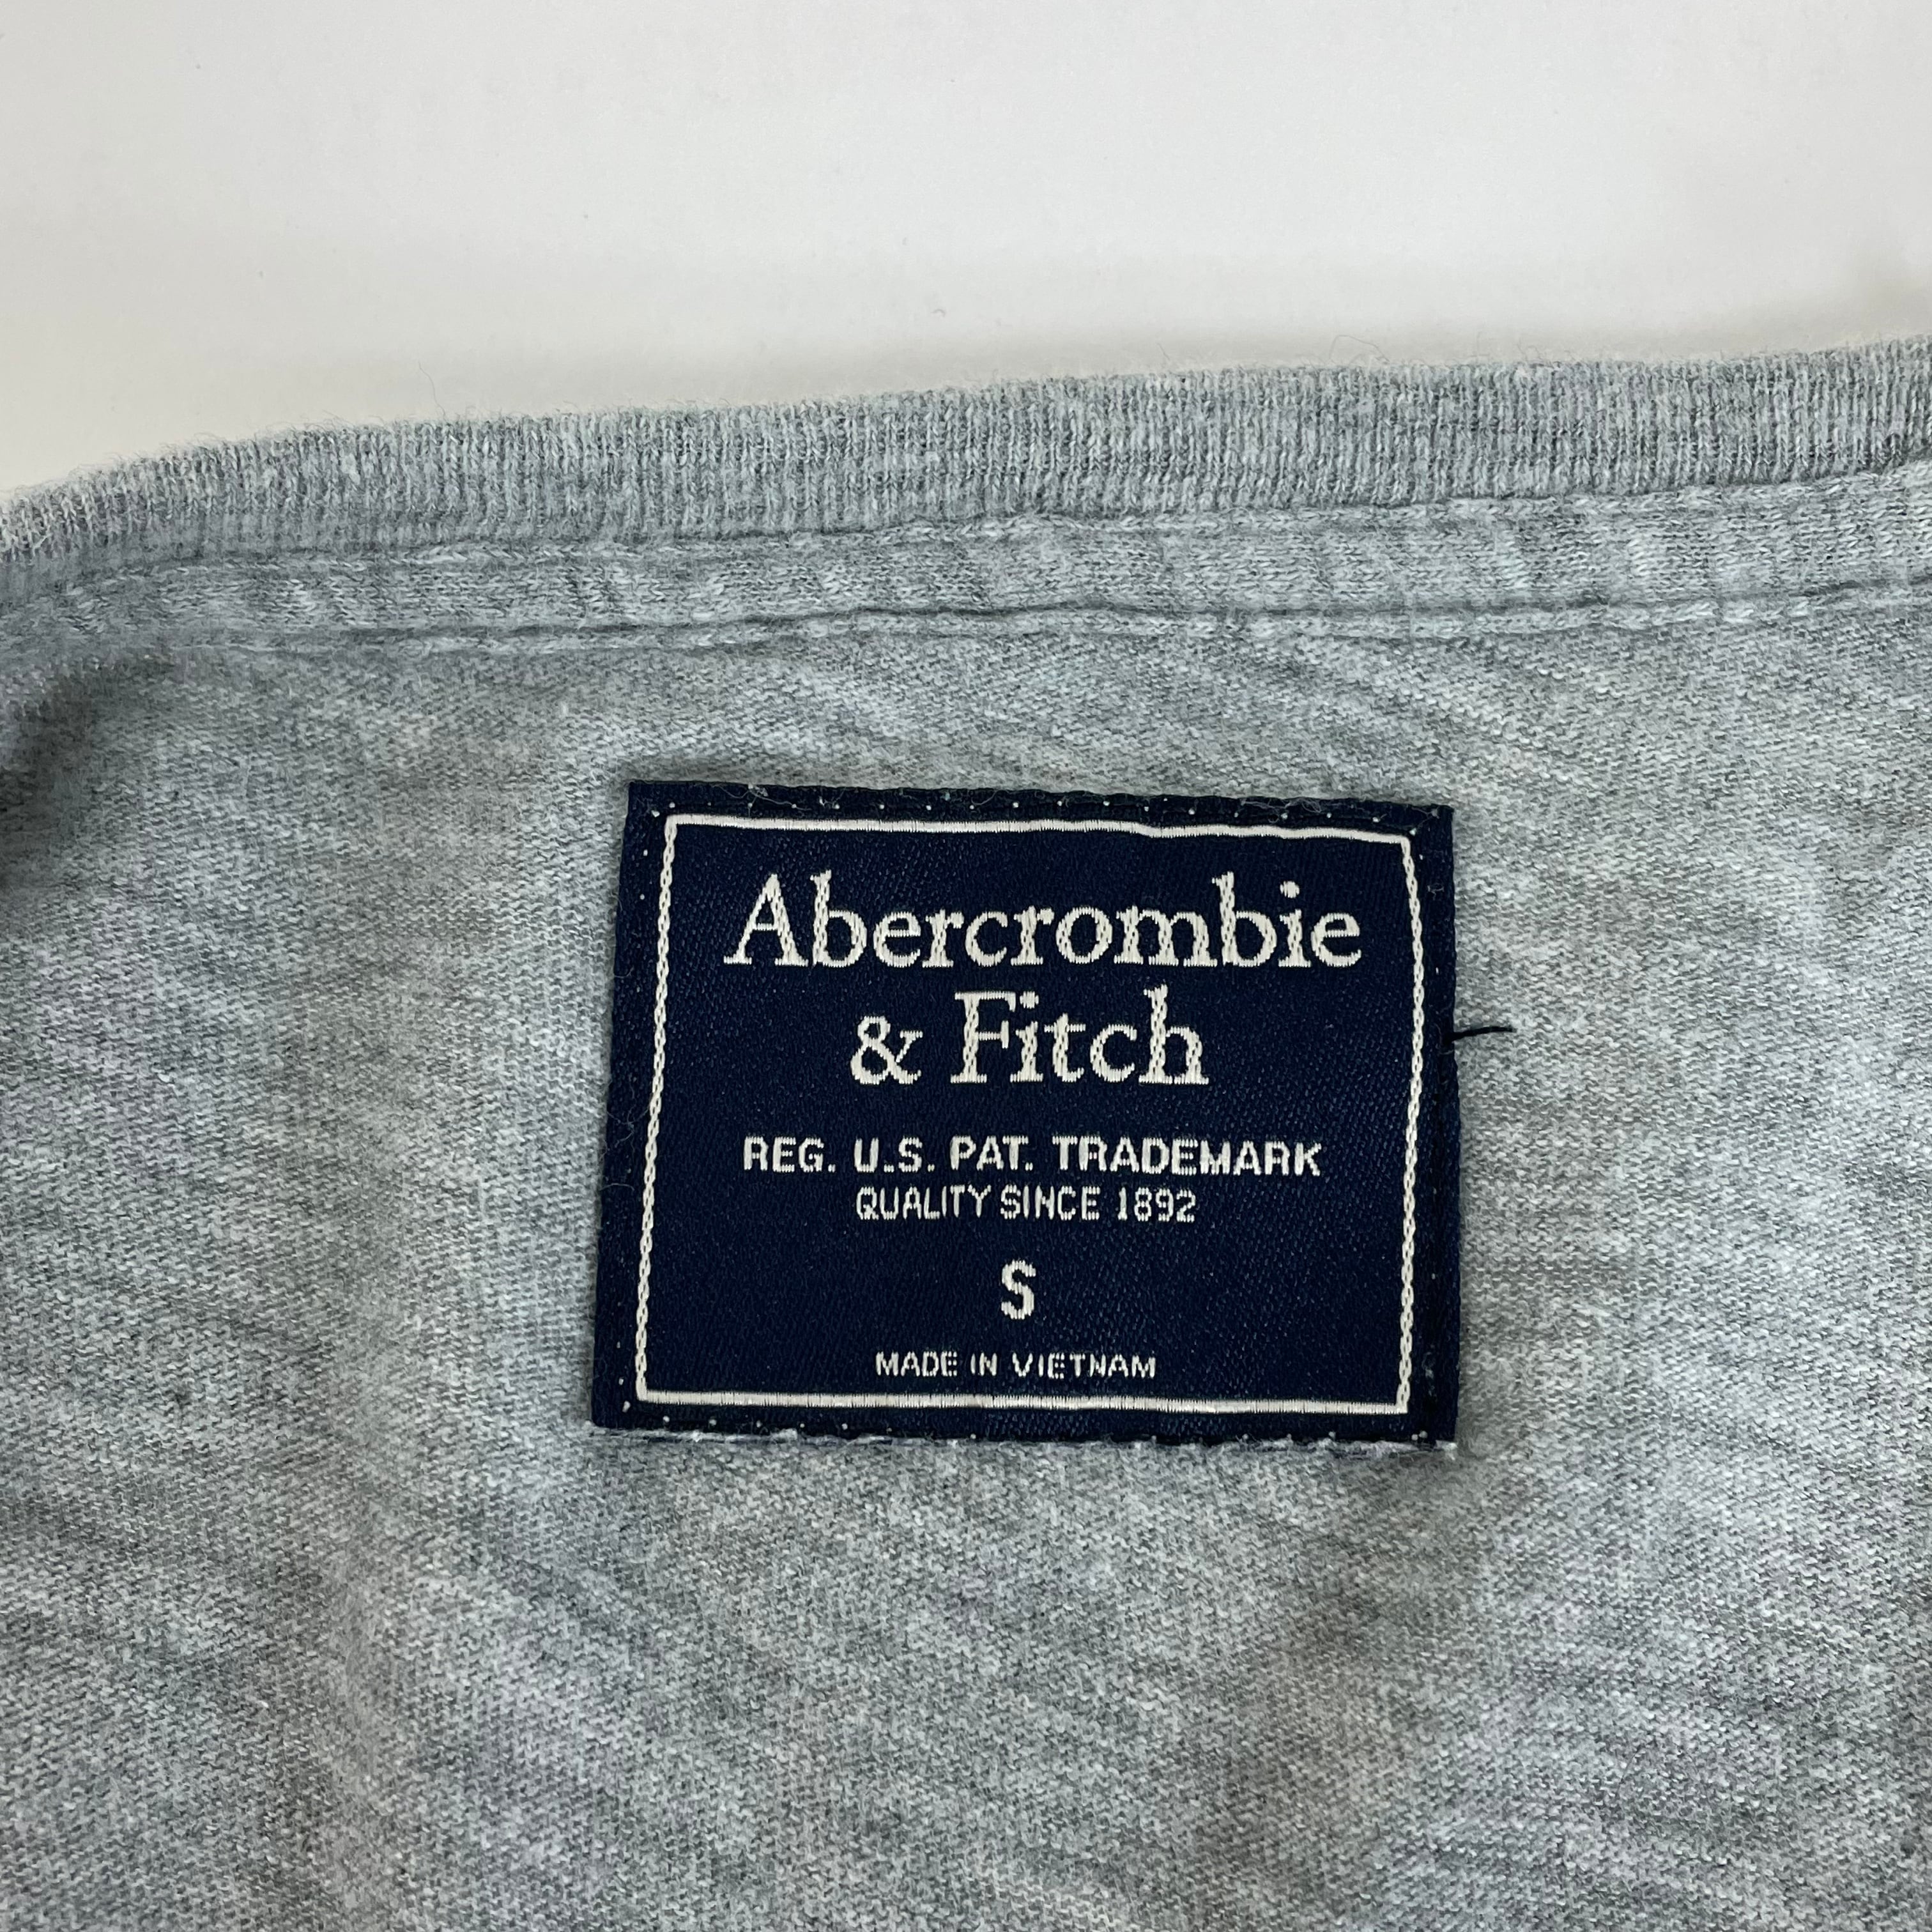 Abercrombie
& Fitch
REG. U.S. PAT. TRADEMARK
QUALITY SINCE 1892
S
MADE IN VIETNAM